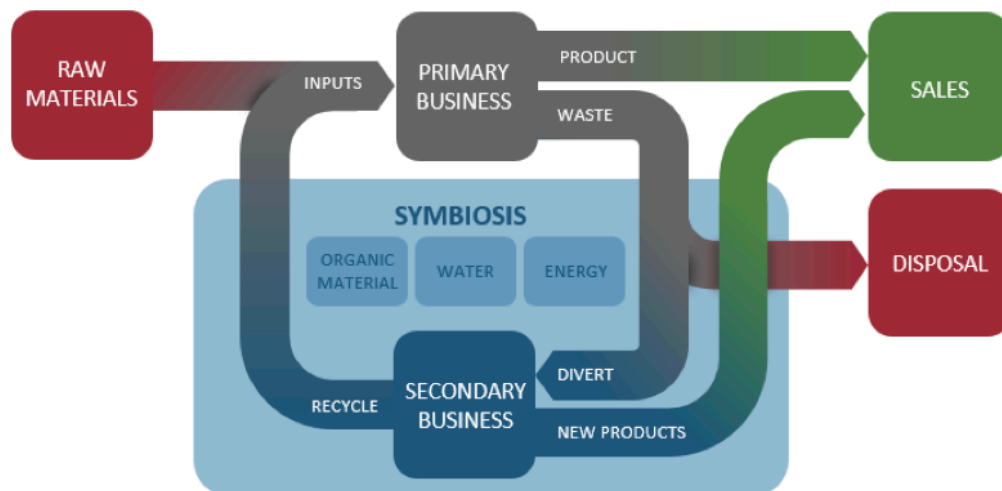 RAW
MATERIALS
INPUTS
PRIMARY
BUSINESS
PRODUCT
WASTE
SALES
SYMBIOSIS
ORGANIC
MATERIAL
WATER
ENERGY
DISPOSAL
RECYCLE
SECONDARY
BUSINESS
DIVERT
NEW PRODUCTS